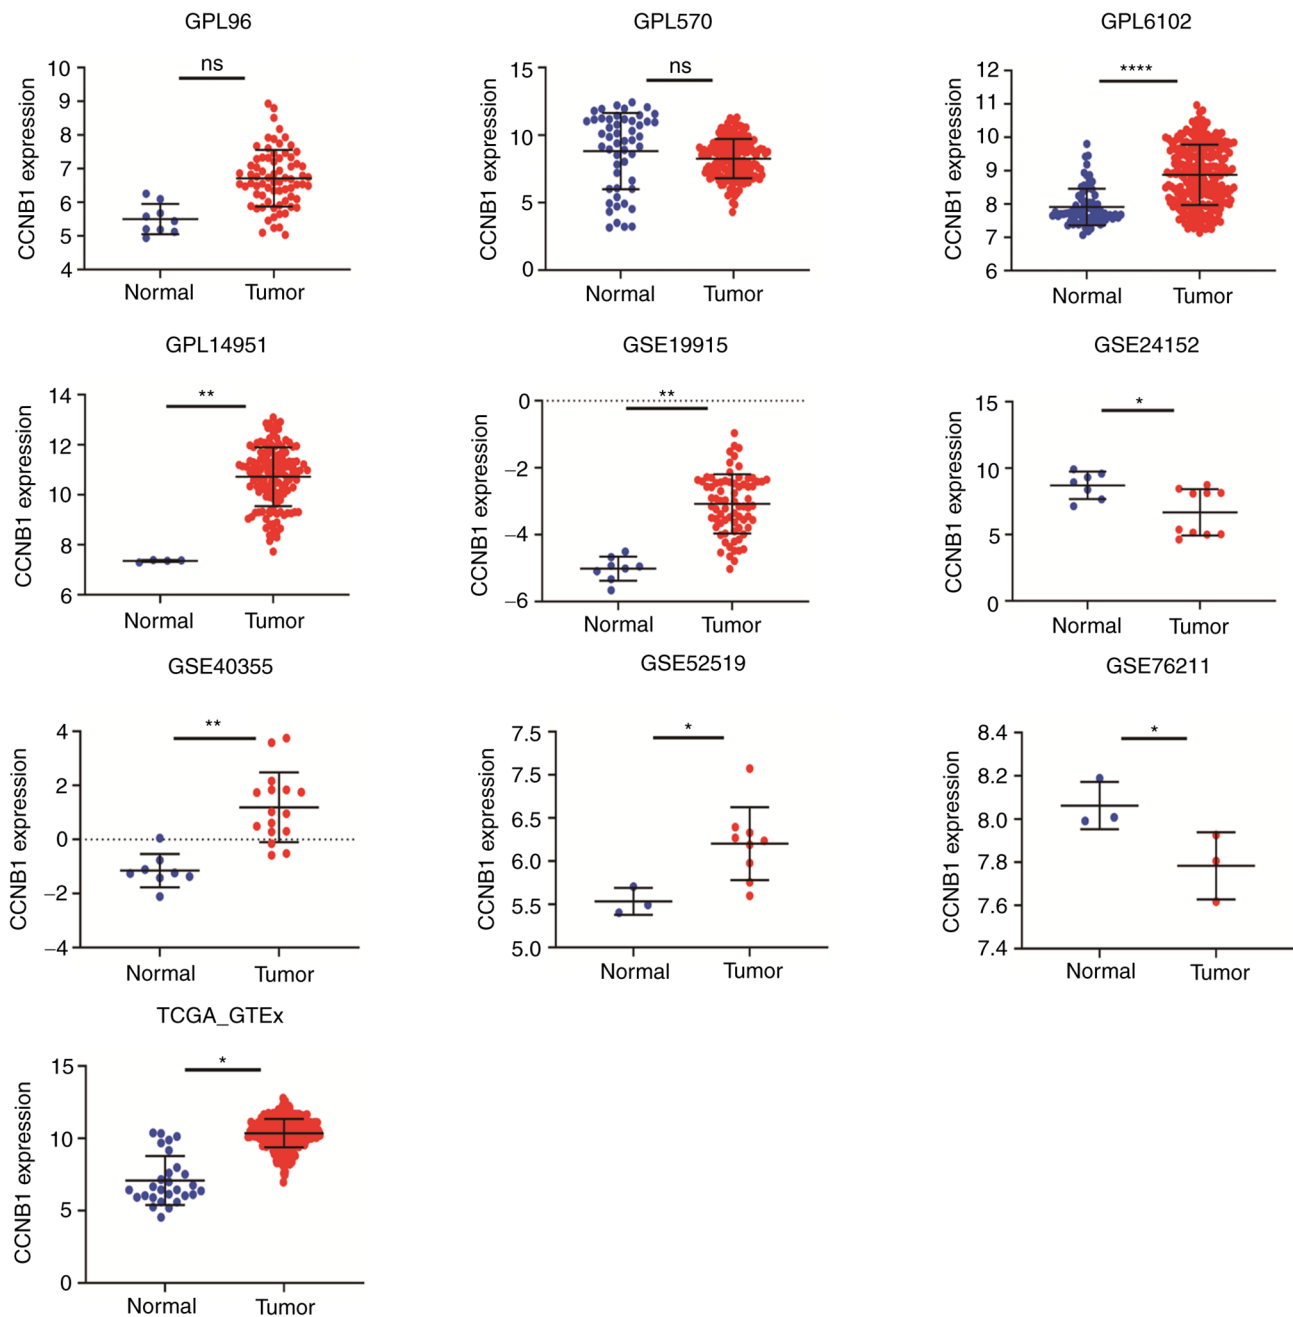 GPL96
CCNB1 expression
10
9
8
7
6
5
4
ns
Normal Tumor
GPL570
CCNB1 expression
15
10
5
0
ns
Normal Tumor
GPL6102
CCNB1 expression
12
11
10
9
8
7
6
****
Normal Tumor
GPL14951
CCNB1 expression
14
12
10
8
6
**
Normal Tumor
GSE19915
CCNB1 expression
0
–2
–4
–6
**
Normal Tumor
GSE24152
CCNB1 expression
15
10
5
0
*
Normal Tumor
GSE40355
CCNB1 expression
4
2
0
–2
–4
**
Normal Tumor
GSE52519
CCNB1 expression
7.5
7.5
6.5
6.0
5.5
5.0
*
Normal Tumor
GSE76211
CCNB1 expression
8.4
8.2
8.0
7.8
7.6
7.4
*
Normal Tumor
TCGA_GTEx
CCNB1 expression
15
10
5
0
*
Normal Tumor